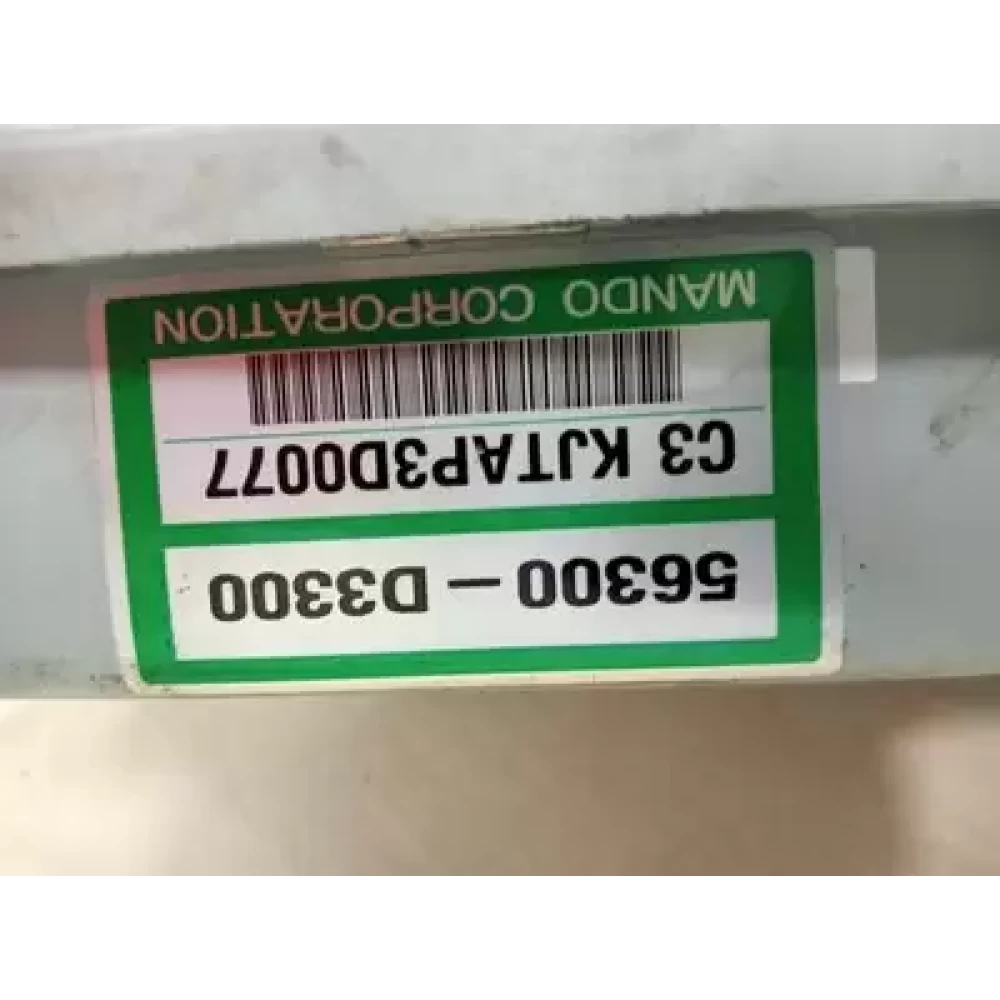 56300 – D3300
C3 KJTAP3D0077
MANDO CORPORATION